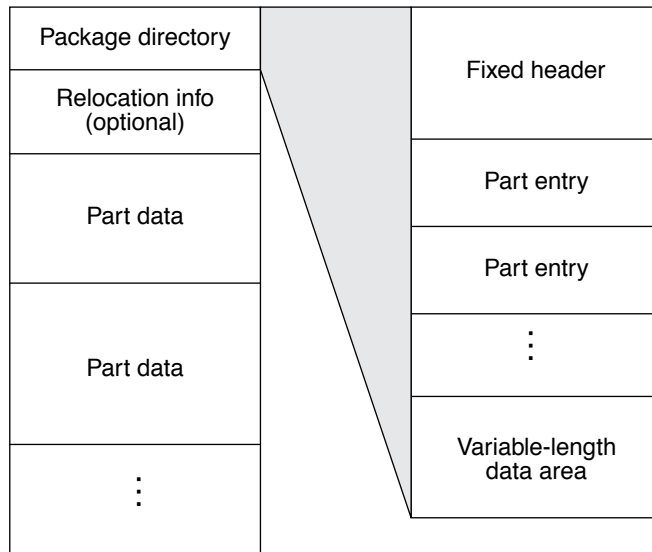 Package directory
Relocation info
(optional)
Part data
Part data
⋮
Fixed header
Part entry
Part entry
⋮
Variable-length
data area